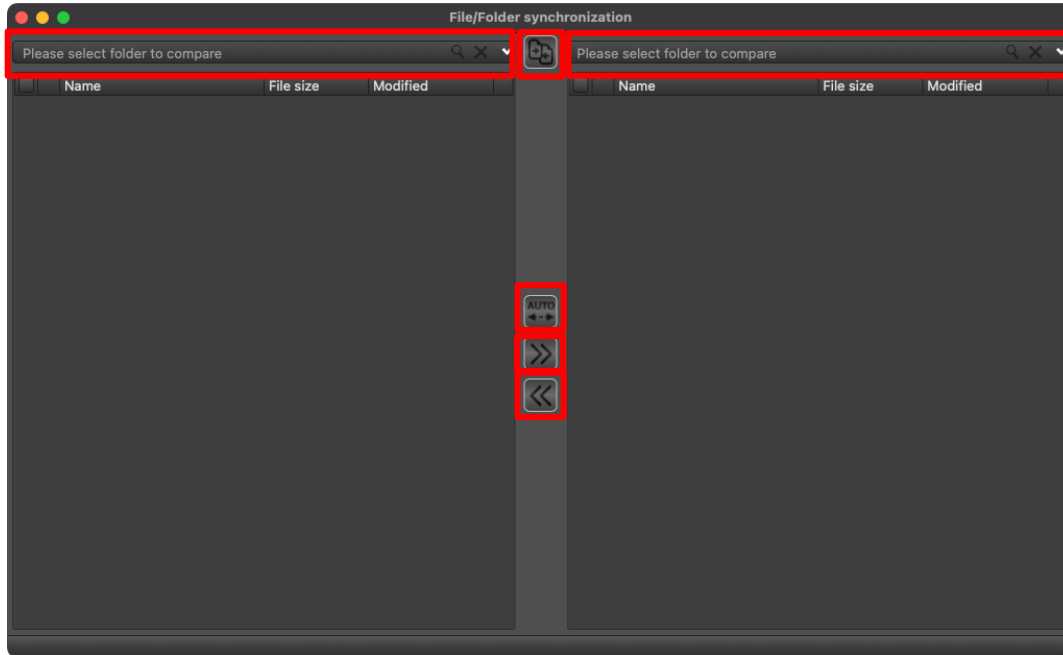 File/Folder synchronization
Please select folder to compare
Please select folder to compare
Name File size Modified
Name File size Modified
AUTO